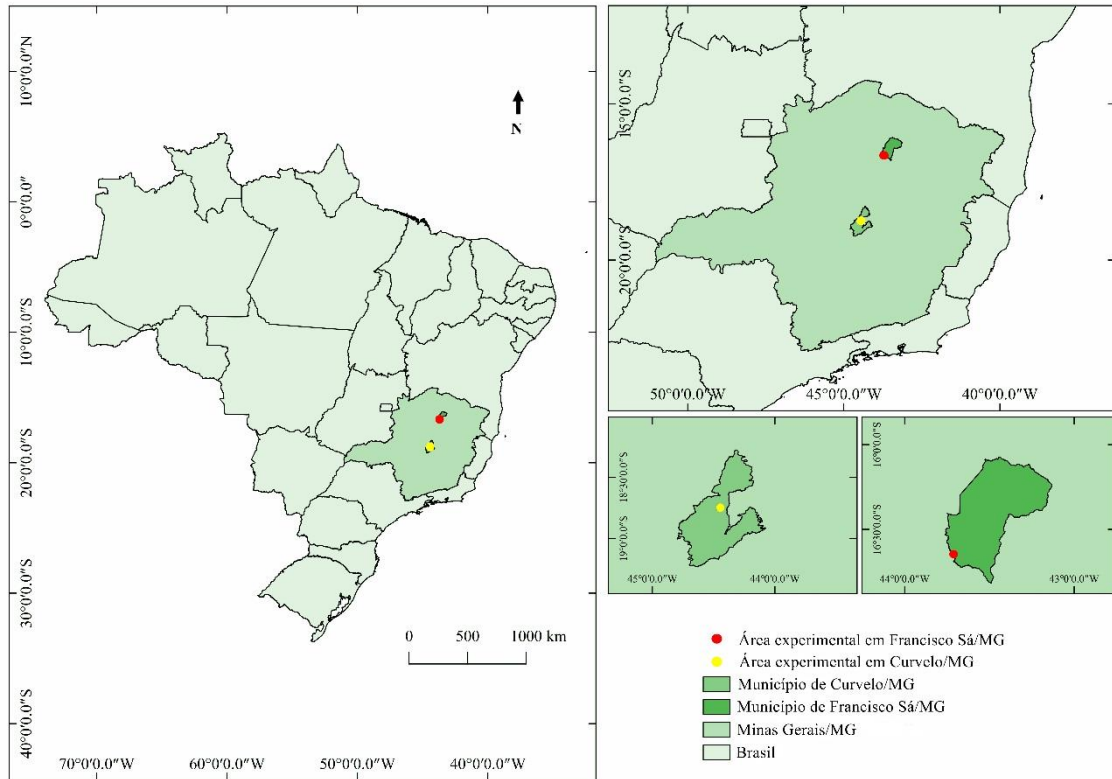 10°0'0.0"N
0°0'0.0"
10°0'0.0"S
20°0'0.0"S
30°0'0.0"S
40°0'0.0"S
70°0'0.0"W
60°0'0.0"W
50°0'0.0"W
40°0'0.0"W
N
0 500 1000 km
15°0'0.0"S
20°0'0.0"S
50°0'0.0"W
45°0'0.0"W
40°0'0.0"W
18°30'0.0"S
19°0'0.0"S
45°0'0.0"W
44°0'0.0"W
16°0'0.0"S
16°30'0.0"S
44°0'0.0"W
43°0'0.0"W
Área experimental em Francisco Sá/MG
Área experimental em Curvelo/MG
Município de Curvelo/MG
Município de Francisco Sá/MG
Minas Gerais/MG
Brasil